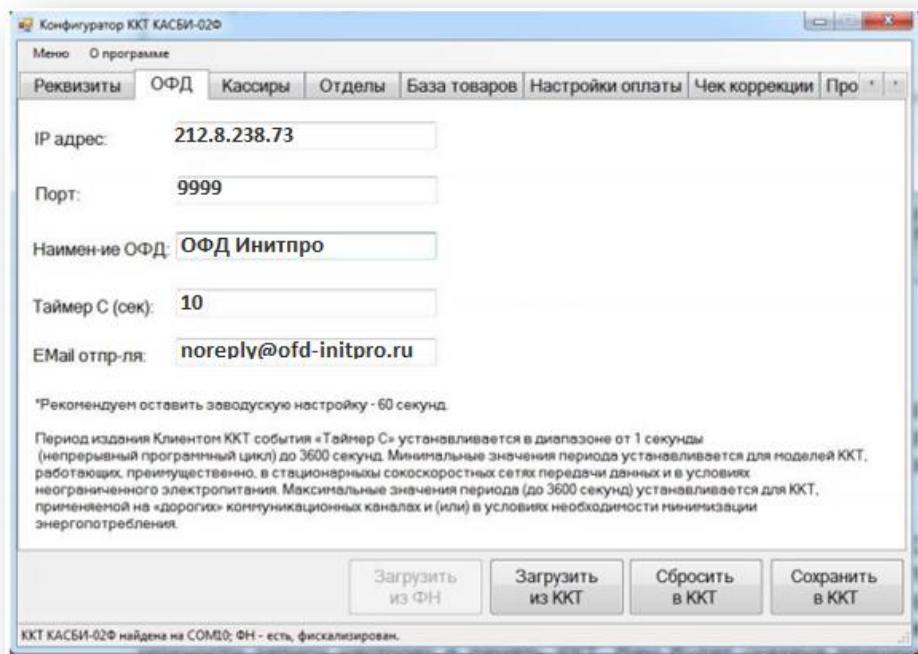 Конфигуратор ККТ КАСБИ-02Ф
Меню О программе
Реквизиты ОФД Кассиры Отделы База товаров Настройки оплаты Чек коррекции Про
IP адрес: 212.8.238.73
Порт: 9999
Наимен-ие ОФД: ОФД Инитпро
Таймер С (сек): 10
EMail отпр-ля: noreply@ofd-initpro.ru
*Рекомендуем оставить заводускую настройку - 60 секунд.
Период издания Клиентом ККТ события «Таймер С» устанавливается в диапазоне от 1 секунды
(непрерывный программный цикл) до 3600 секунд. Минимальные значения периода устанавливается для моделей ККТ,
работающих, преимущественно, в стационарныхы сокоскоростных сетях передачи данных и в условиях
неограниченного электропитания. Максимальные значения периода (до 3600 секунд) устанавливается для ККТ,
применяемой на «дорогих» коммуникационных каналах и (или) в условиях необходимости минимизации
энергопотребления.
Загрузить из ФН
Загрузить из ККТ
Сбросить в ККТ
Сохранить в ККТ
ККТ КАСБИ-02Ф найдена на COM10; ФН - есть, фискализирован.